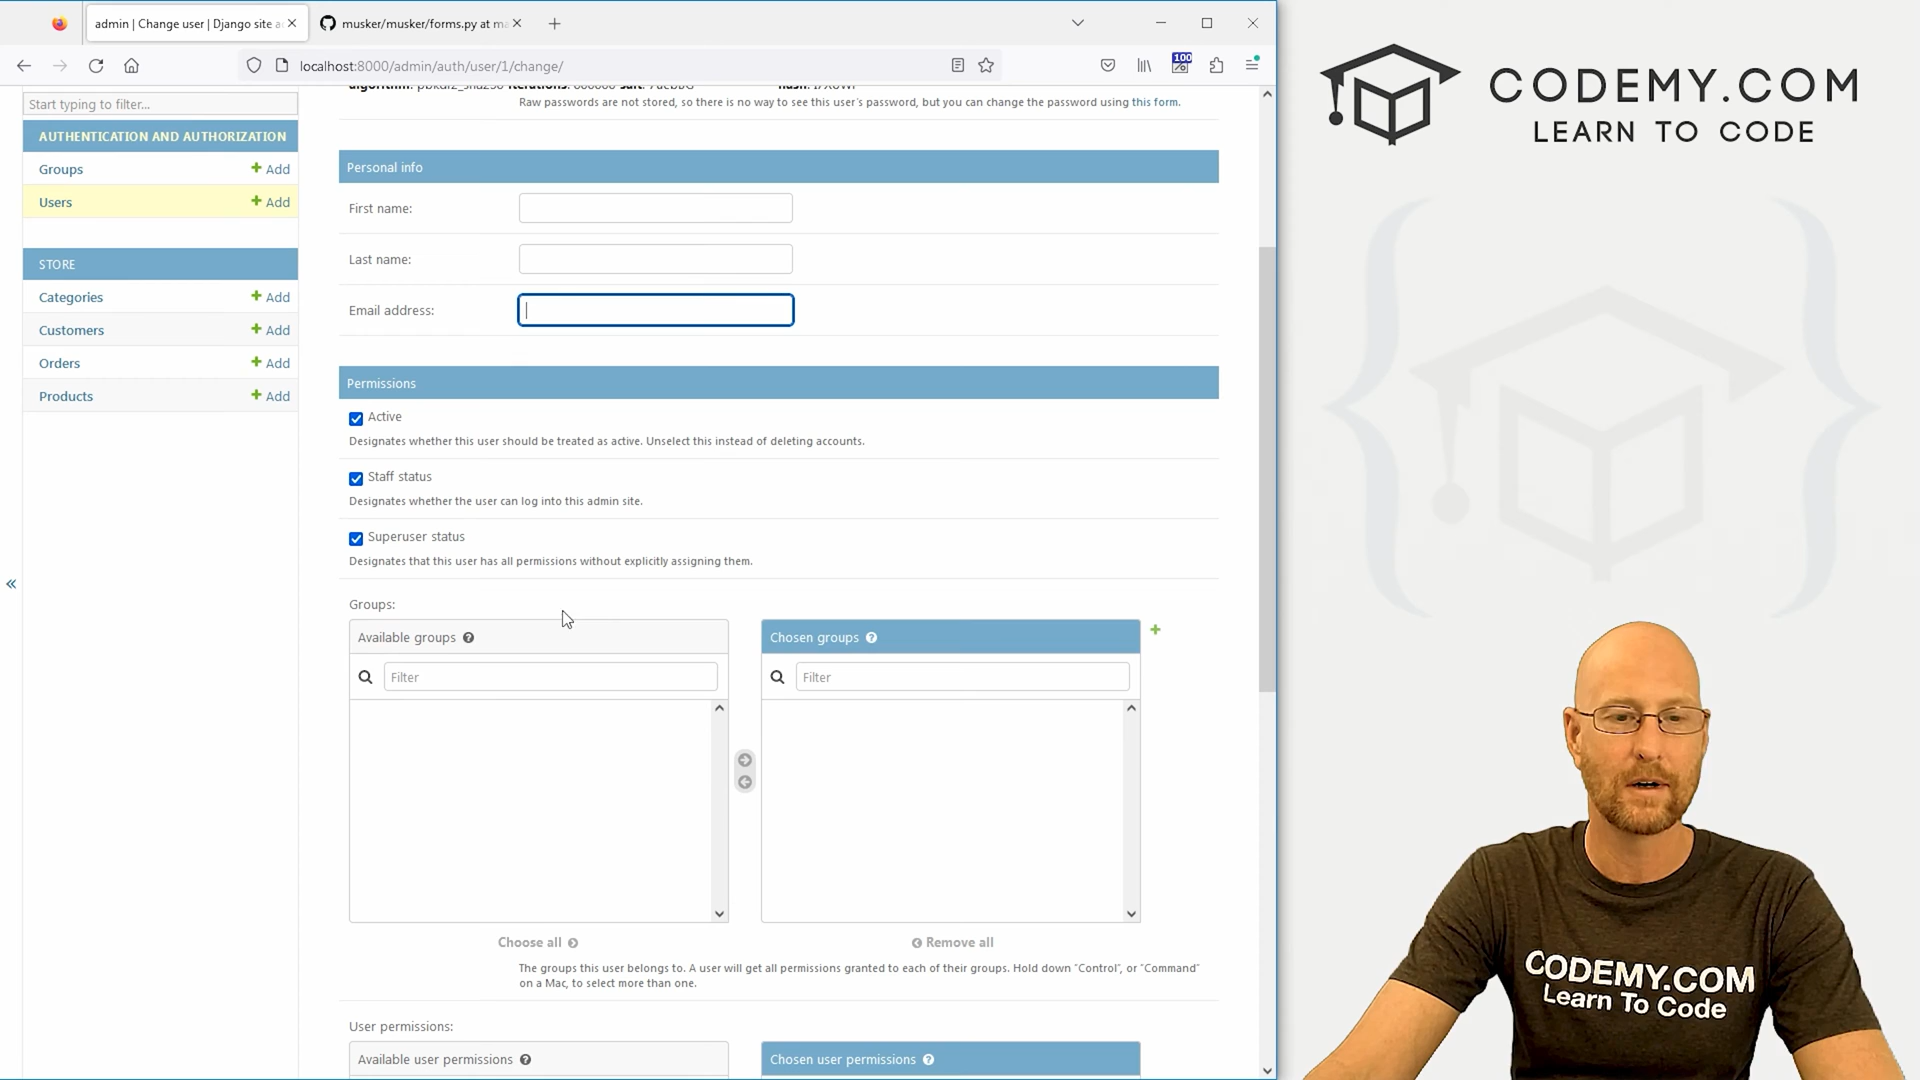 admin | Change user | Django site a
musker/musker/forms.py at ma
localhost:8000/admin/auth/user/1/change/
100
CODEMY.COM
LEARN TO CODE
Start typing to filter...
AUTHENTICATION AND AUTHORIZATION
Groups Add
Users Add
STORE
Categories Add
Customers Add
Orders Add
Products Add
Raw passwords are not stored, so there is no way to see this user's password, but you can change the password using this form.
Personal info
First name:
Last name:
Email address:
Permissions
Active
Designates whether this user should be treated as active. Unselect this instead of deleting accounts.
Staff status
Designates whether the user can log into this admin site.
Superuser status
Designates that this user has all permissions without explicitly assigning them.
Groups:
Available groups
Chosen groups
Filter
Filter
Choose all
Remove all
The groups this user belongs to. A user will get all permissions granted to each of their groups. Hold down "Control", or "Command"
on a Mac, to select more than one.
User permissions:
Available user permissions
Chosen user permissions
CODEMY.COM
Learn To Code